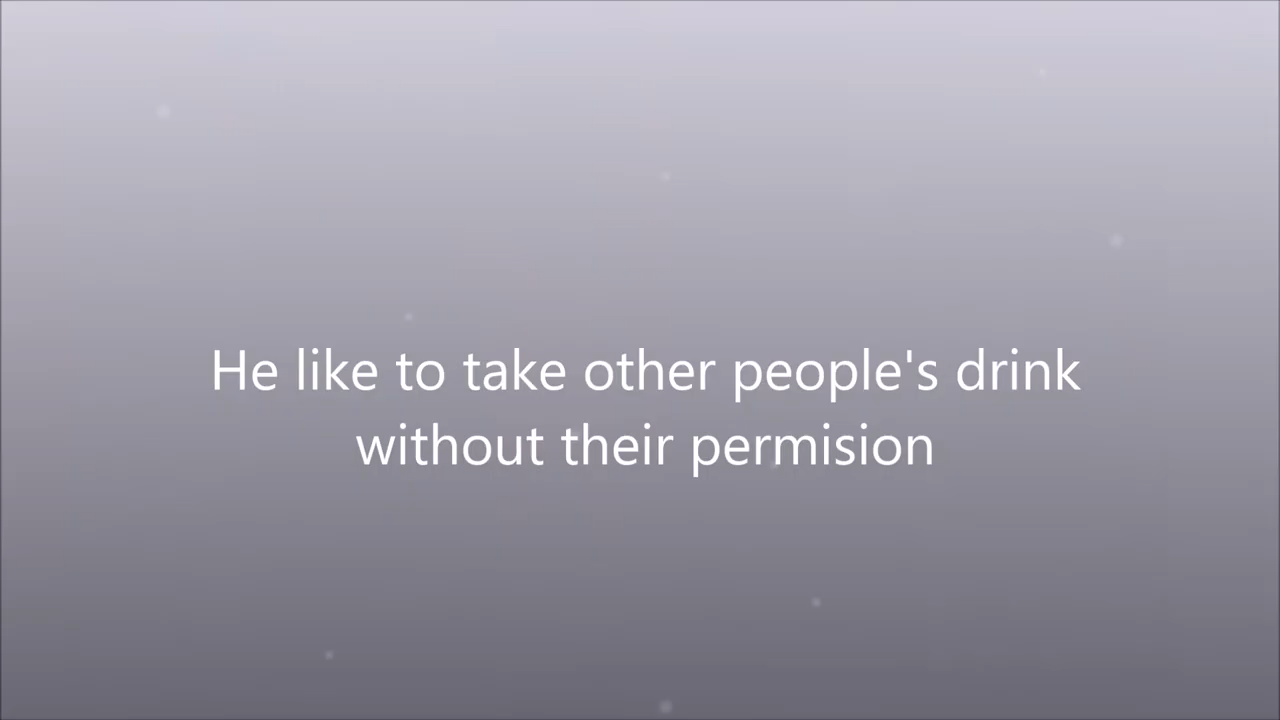 He like to take other people's drink
without their permision